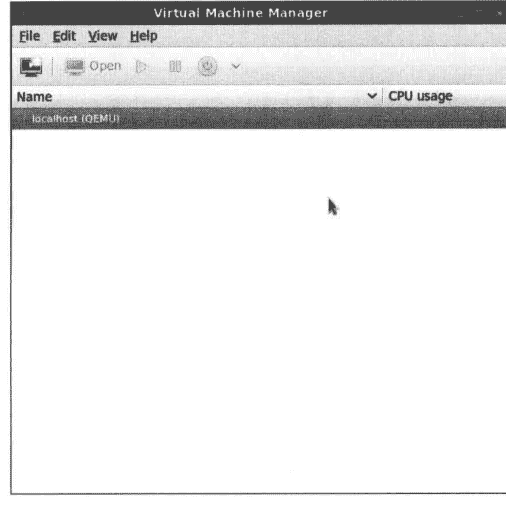 Virtual Machine Manager
File Edit View Help
Open
Name CPU usage
localhost (QEMU)